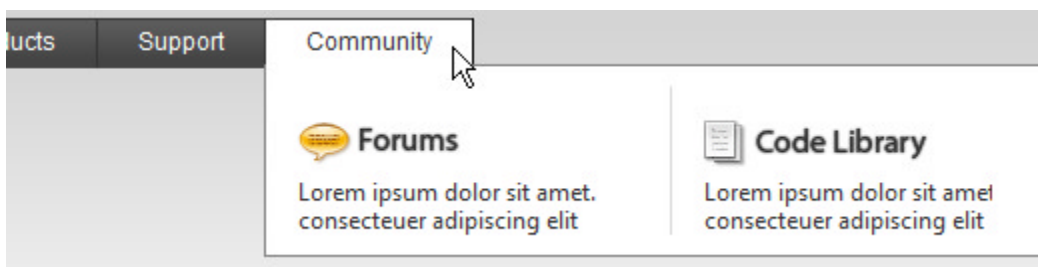 ducts Support Community
Forums Code Library
Lorem ipsum dolor sit amet. Lorem ipsum dolor sit amet
consecteuer adipiscing elit consecteuer adipiscing elit